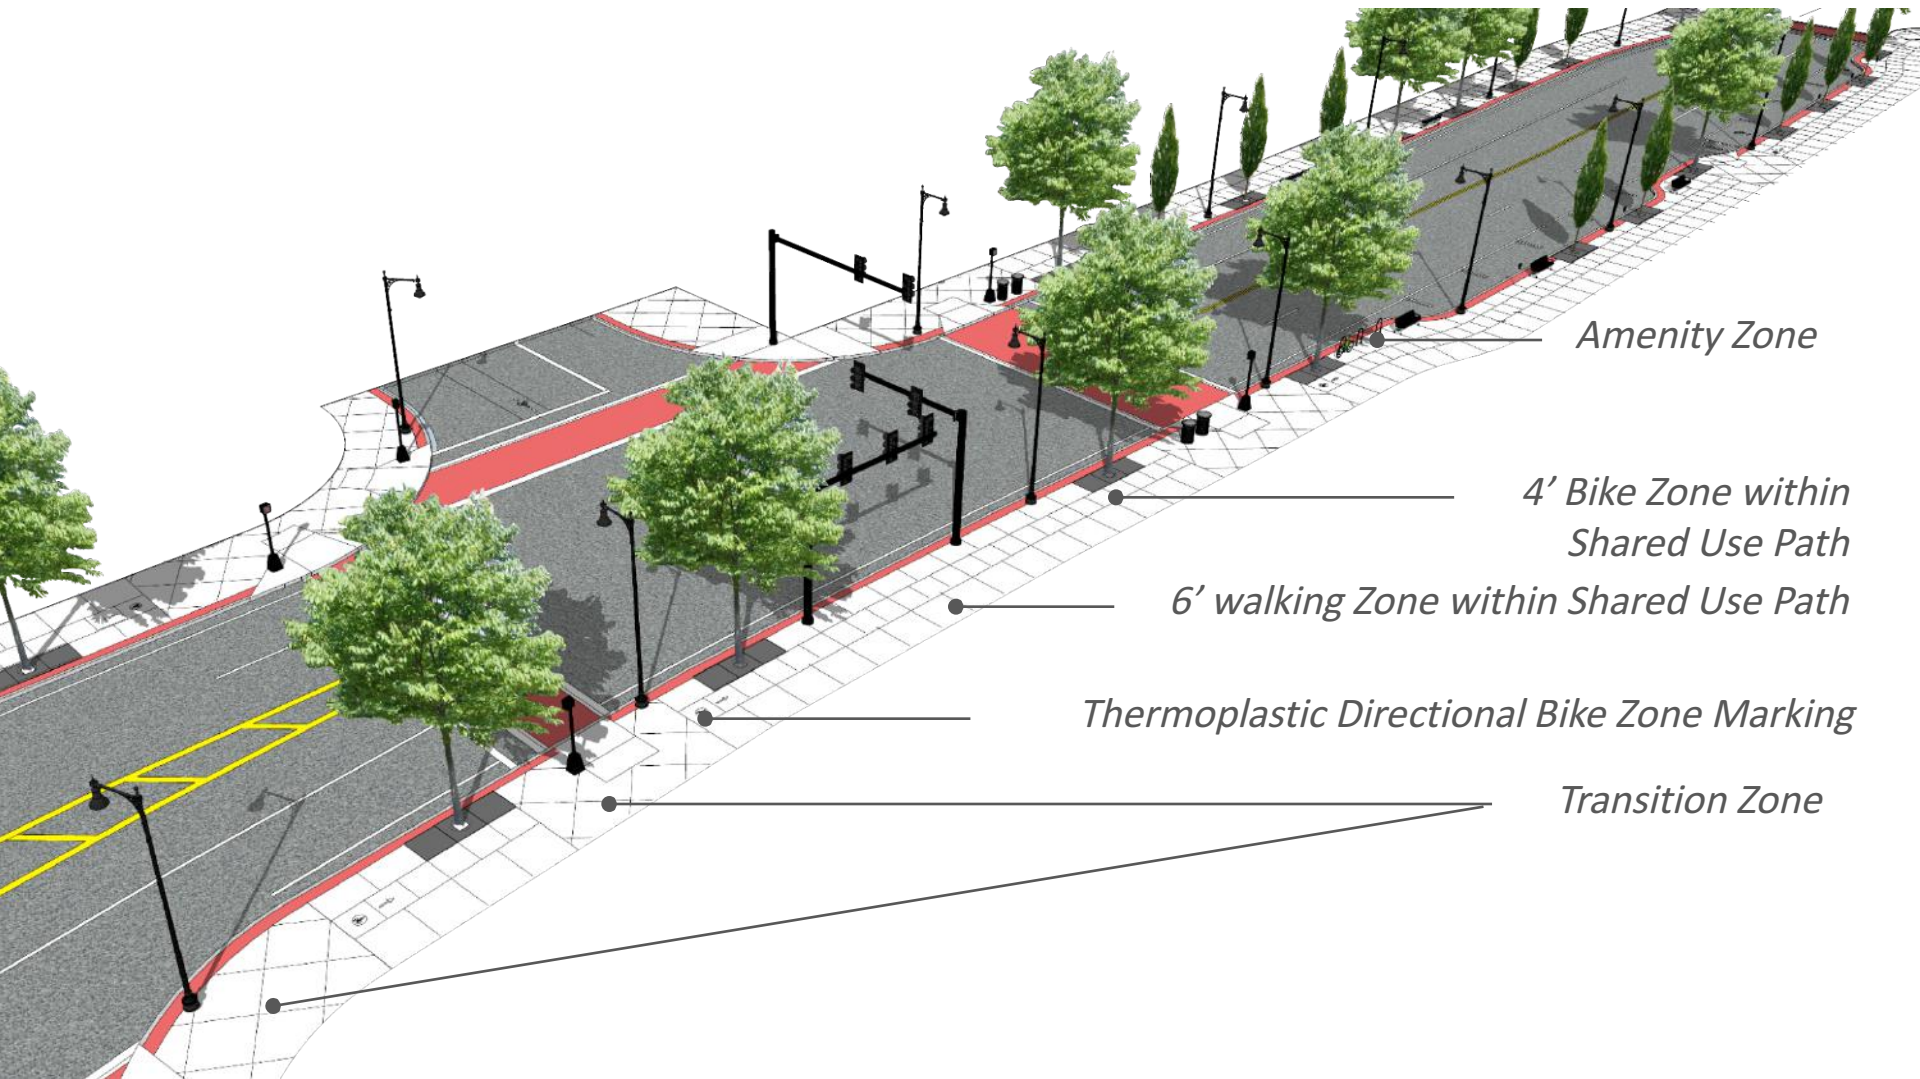 Amenity Zone
4’ Bike Zone within
Shared Use Path
6’ walking Zone within Shared Use Path
Thermoplastic Directional Bike Zone Marking
Transition Zone